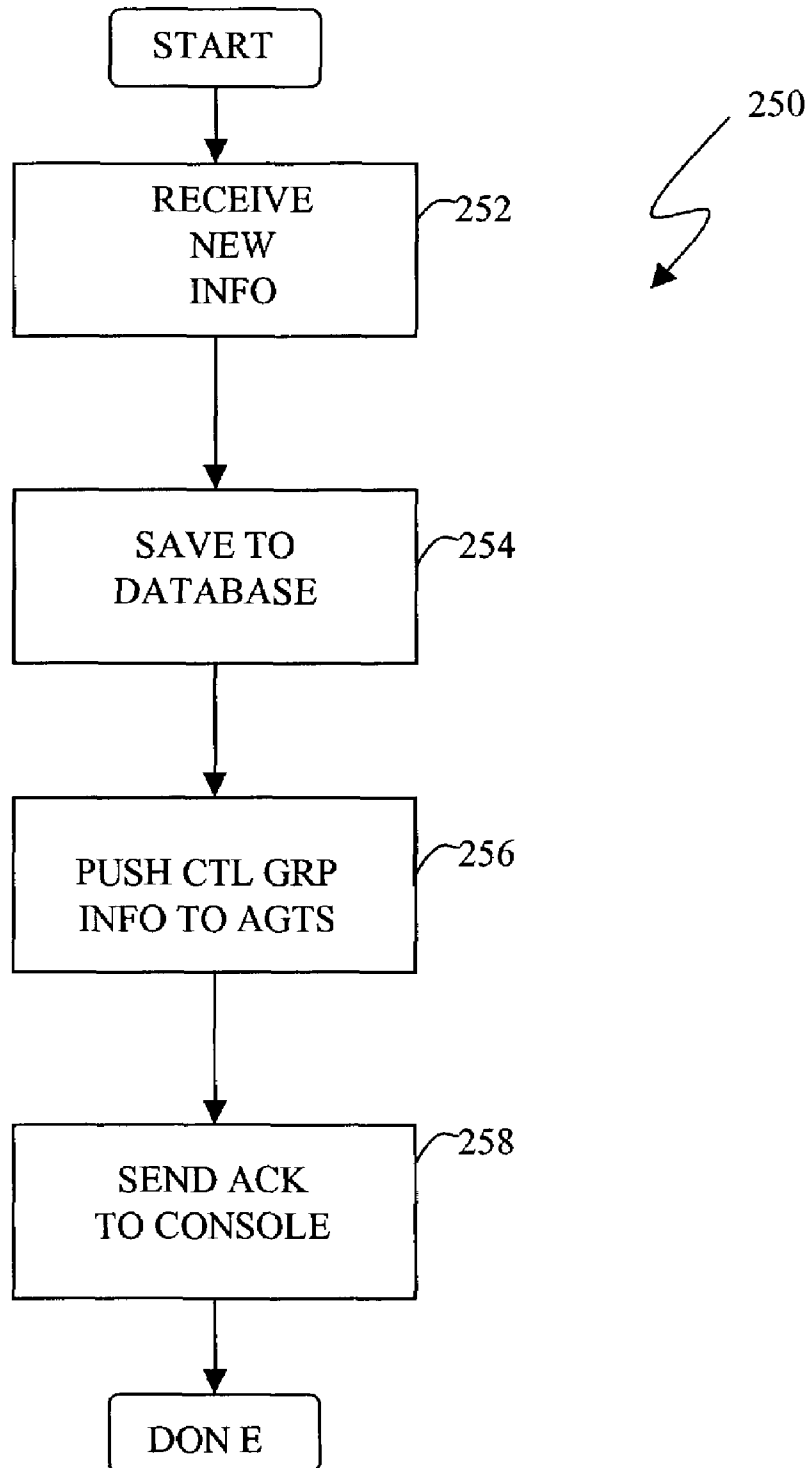 START
250
RECEIVE
NEW
INFO
252
SAVE TO
DATABASE
254
PUSH CTL GRP
INFO TO AGTS
256
SEND ACK
TO CONSOLE
258
DON E